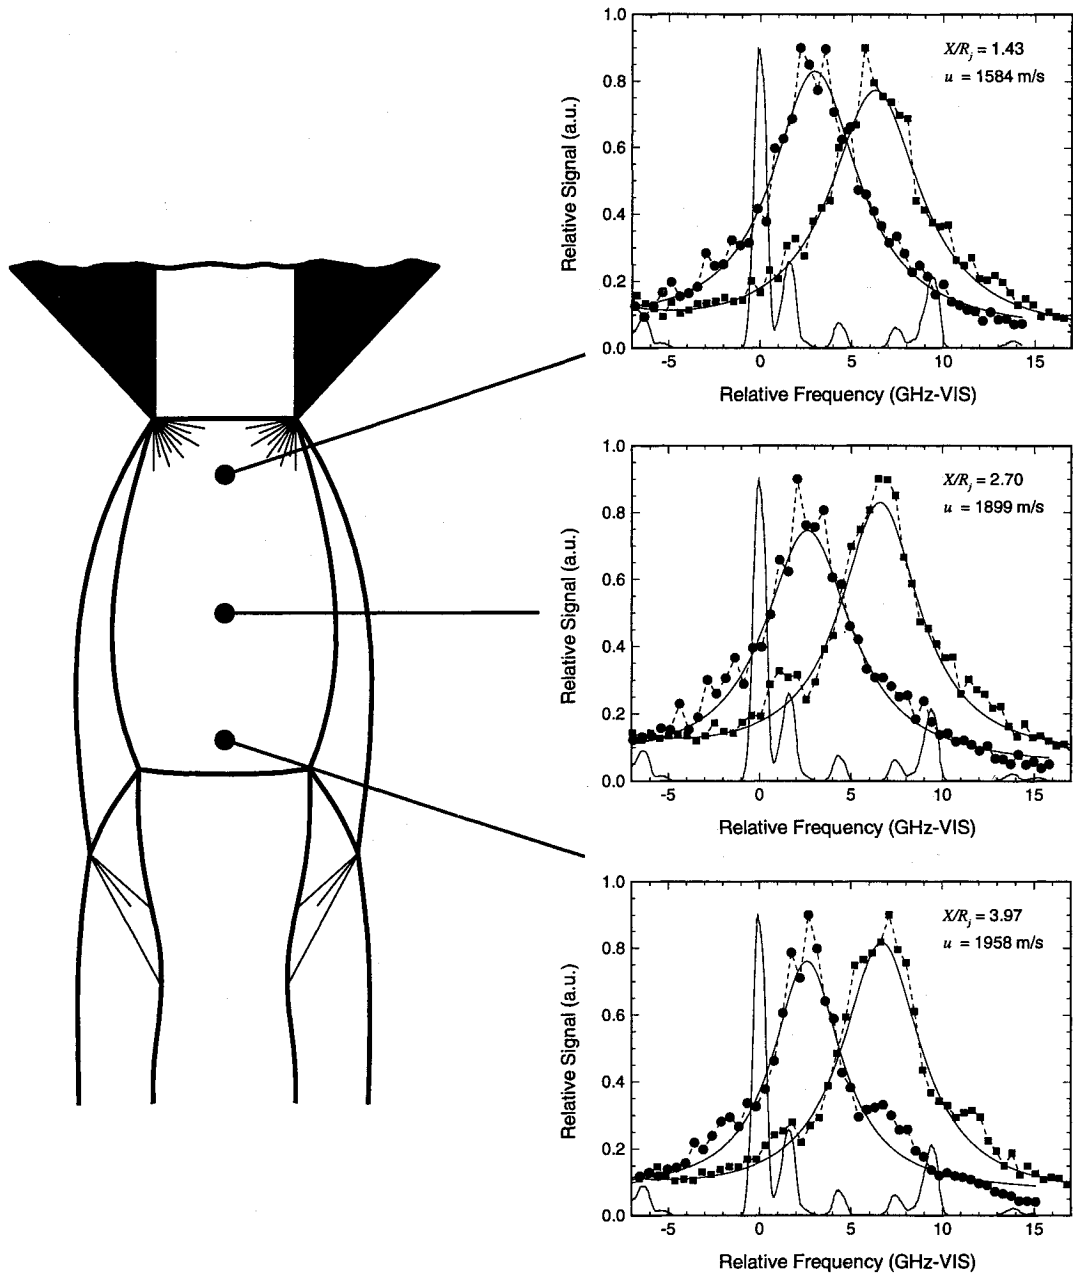 1.0
0.8
0.6
0.4
0.2
0.0
Relative Signal (a.u.)
X/Rj = 1.43
u = 1584 m/s
-5 0 5 10 15
Relative Frequency (GHz-VIS)
1.0
0.8
0.6
0.4
0.2
0.0
Relative Signal (a.u.)
X/Rj = 2.70
u = 1899 m/s
-5 0 5 10 15
Relative Frequency (GHz-VIS)
1.0
0.8
0.6
0.4
0.2
0.0
Relative Signal (a.u.)
X/Rj = 3.97
u = 1958 m/s
-5 0 5 10 15
Relative Frequency (GHz-VIS)